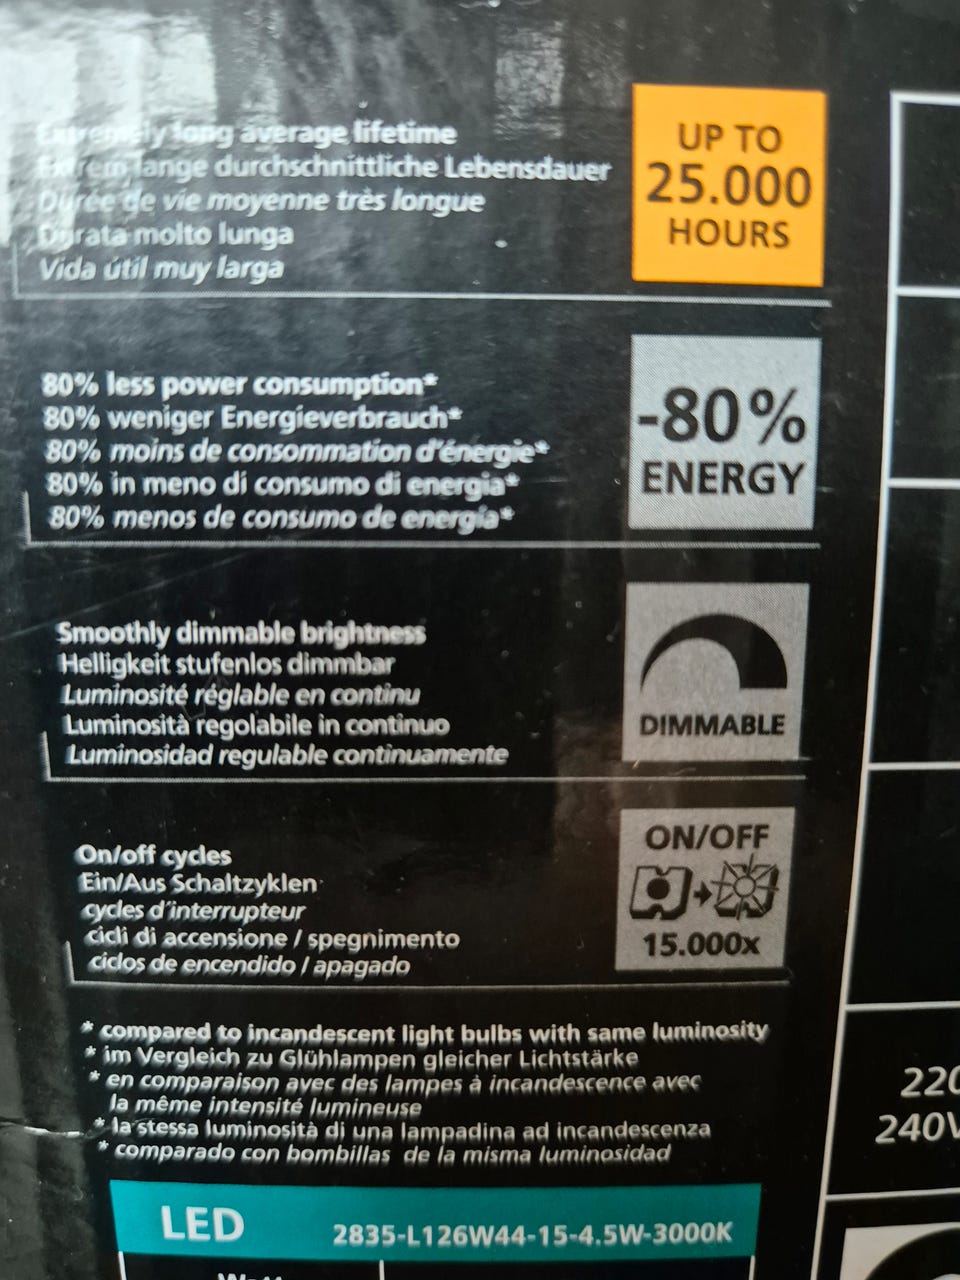 Extremely long average lifetime
Extrem lange durchschnittliche Lebensdauer
Durée de vie moyenne très longue
Durata molto lunga
Vida útil muy larga
UP TO
25.000
HOURS
80% less power consumption*
80% weniger Energieverbrauch*
80% moins de consommation d'énergie*
80% in meno di consumo di energia*
80% menos de consumo de energía*
-80%
ENERGY
Smoothly dimmable brightness
Helligkeit stufenlos dimmbar
Luminosité réglable en continu
Luminosità regolabile in continuo
Luminosidad regulable continuamente
DIMMABLE
On/off cycles
Ein/Aus Schaltzyklen
cycles d'interrupteur
cicli di accensione / spegnimento
ciclos de encendido / apagado
ON/OFF
15.000x
* compared to incandescent light bulbs with same luminosity
* im Vergleich zu Glühlampen gleicher Lichtstärke
* en comparaison avec des lampes à incandescence avec
la même intensité lumineuse
* la stessa luminosità di una lampadina ad incandescenza
* comparado con bombillas de la misma luminosidad
220
240V
LED
2835-L126W44-15-4.5W-3000K